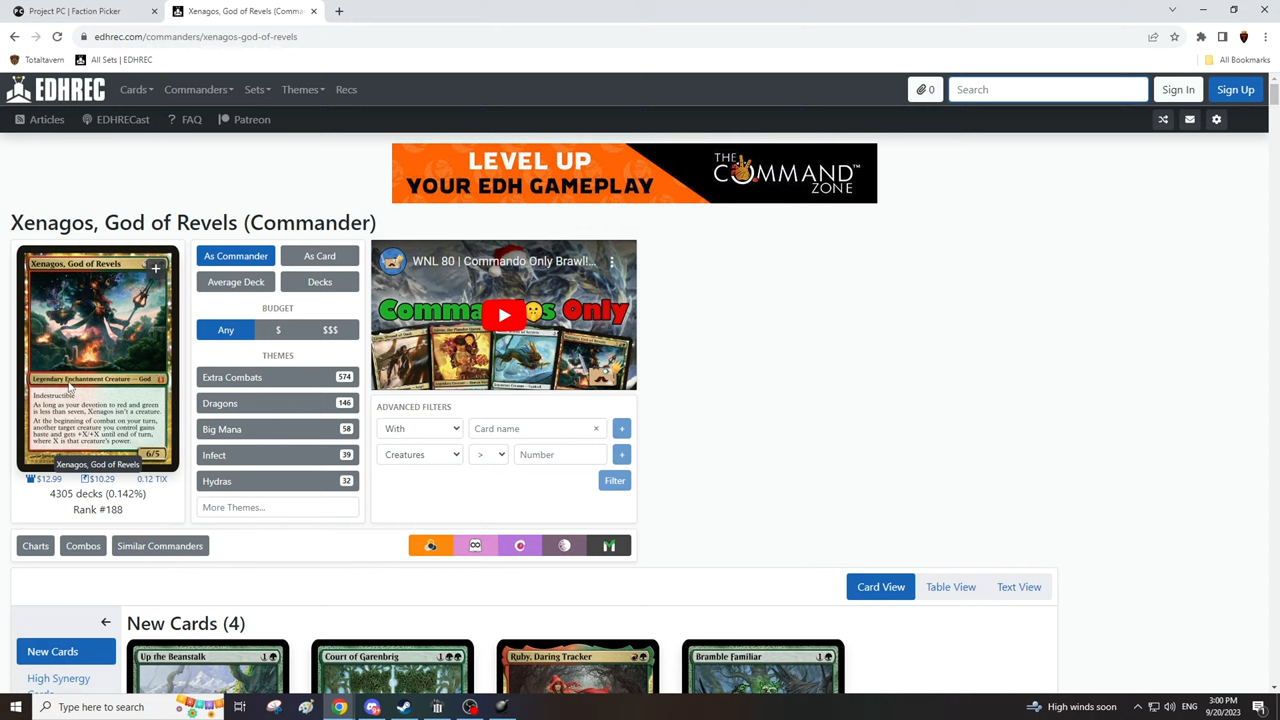 Project PC | Faction Picker
Xenagos, God of Revels (Comma
edhrec.com/commanders/xenagos-god-of-revels
Totaltavern
All Sets | EDHREC
All Bookmarks
EDHREC
Cards
Commanders
Sets
Themes
Recs
0
Search
Sign In
Sign Up
Articles
EDHRECast
? FAQ
Patreon
LEVEL UP
YOUR EDH GAMEPLAY
THE
COMMAND
ZONE
Xenagos, God of Revels (Commander)
Xenagos, God of Revels
Legendary Enchantment Creature — God
Indestructible
As long as your devotion to red and green
is less than seven, Xenagos isn't a creature.
At the beginning of combat on your turn,
another target creature you control gains
haste and gets +X/+X until end of turn,
where X is that creature's power.
6/5
Xenagos, God of Revels
$12.99
$10.29
0.12 TIX
4305 decks (0.142%)
Rank #188
As Commander
As Card
Average Deck
Decks
BUDGET
Any
$
$$$
THEMES
Extra Combats 574
Dragons 146
Big Mana 58
Infect 39
Hydras 32
More Themes...
WNL 80 | Commando Only Brawl!...
Commandos Only
ADVANCED FILTERS
With
Card name
Creatures
>
Number
Filter
Charts
Combos
Similar Commanders
Card View
Table View
Text View
New Cards
High Synergy
New Cards (4)
Up the Beanstalk
Court of Garenbrig
Ruby, Daring Tracker
Bramble Familiar
Type here to search
High winds soon
ENG
3:00 PM
9/20/2023